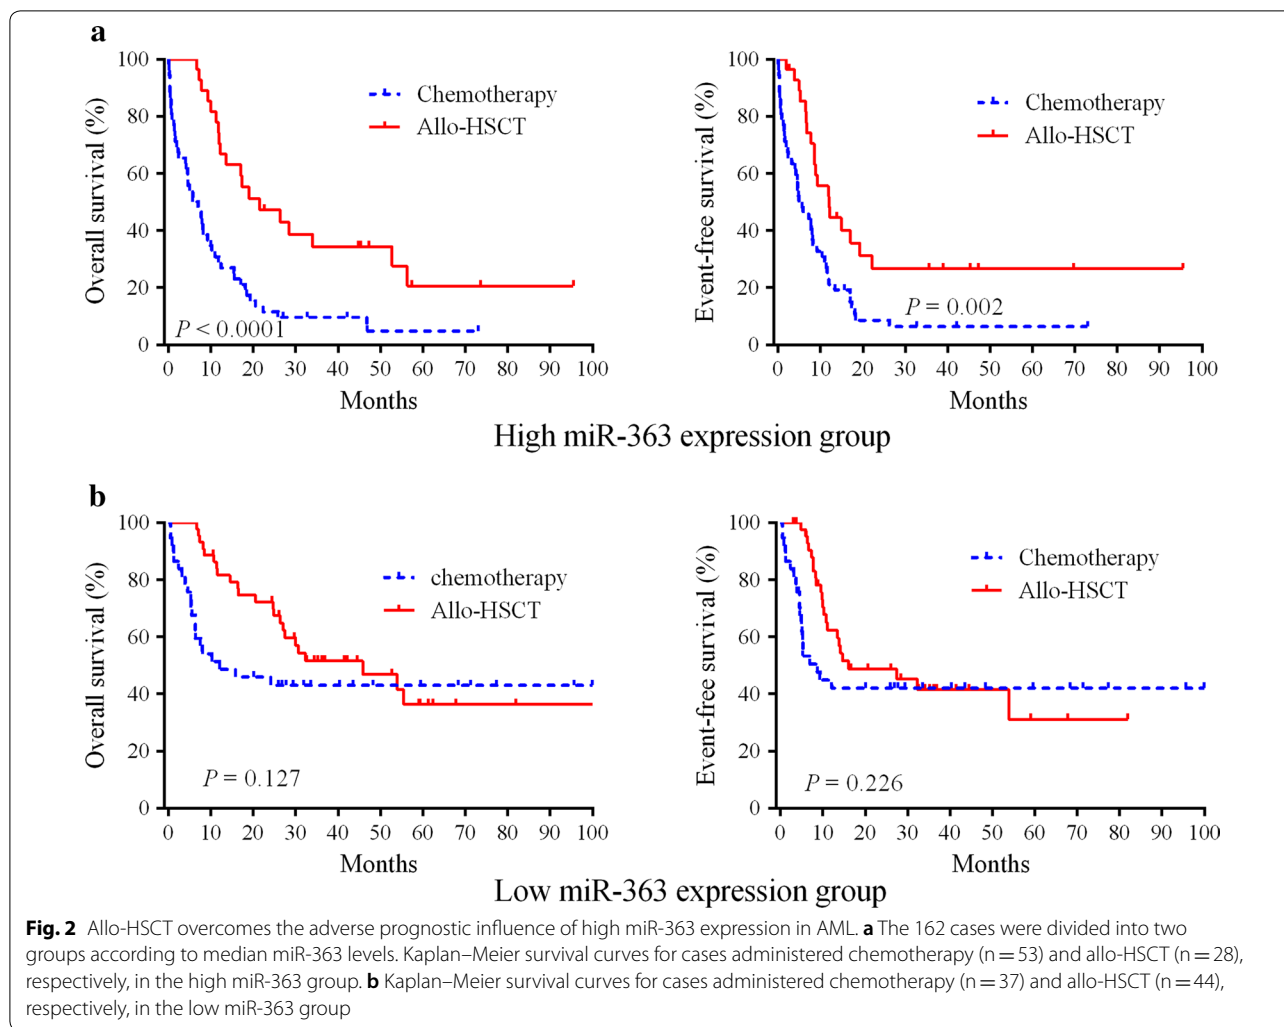 a
100
80
60
40
20
0
Overall survival (%)
Chemotherapy
Allo-HSCT
P < 0.0001
0 10 20 30 40 50 60 70 80 90 100
Months
100
80
60
40
20
0
Event-free survival (%)
Chemotherapy
Allo-HSCT
P = 0.002
0 10 20 30 40 50 60 70 80 90 100
Months
High miR-363 expression group
b
100
80
60
40
20
0
Overall survival (%)
chemotherapy
Allo-HSCT
P = 0.127
0 10 20 30 40 50 60 70 80 90 100
Months
100
80
60
40
20
0
Event-free survival (%)
Chemotherapy
Allo-HSCT
P = 0.226
0 10 20 30 40 50 60 70 80 90 100
Months
Low miR-363 expression group
Fig. 2 Allo-HSCT overcomes the adverse prognostic influence of high miR-363 expression in AML. a The 162 cases were divided into two
groups according to median miR-363 levels. Kaplan–Meier survival curves for cases administered chemotherapy (n = 53) and allo-HSCT (n = 28),
respectively, in the high miR-363 group. b Kaplan–Meier survival curves for cases administered chemotherapy (n = 37) and allo-HSCT (n = 44),
respectively, in the low miR-363 group